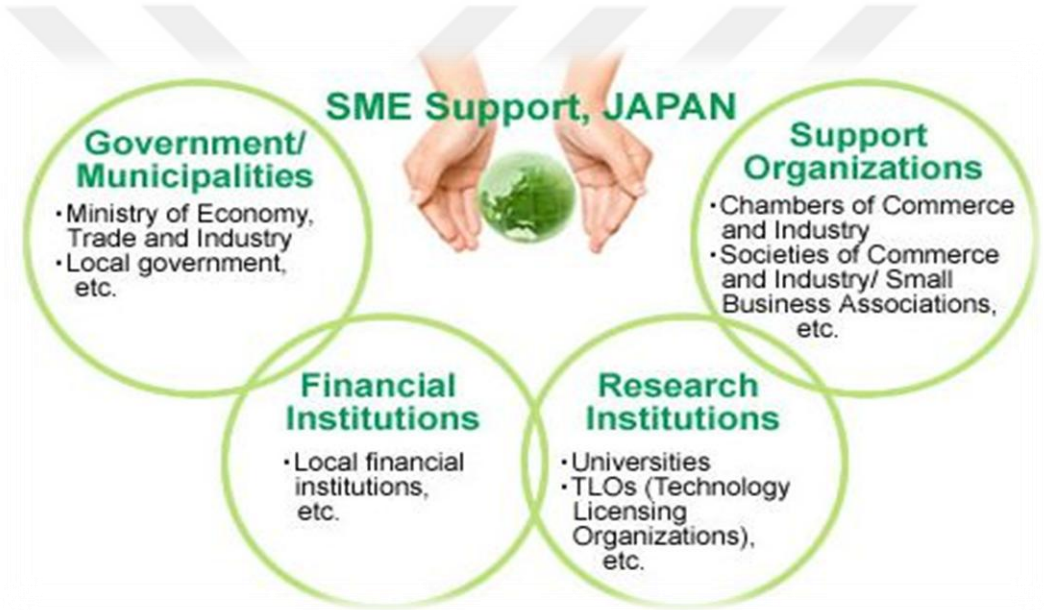 SME Support, JAPAN
Government/
Municipalities
・Ministry of Economy,
Trade and Industry
・Local government,
etc.
Support
Organizations
・Chambers of Commerce
and Industry
・Societies of Commerce
and Industry/ Small
Business Associations,
etc.
Financial
Institutions
・Local financial
institutions,
etc.
Research
Institutions
・Universities
・TLOs (Technology
Licensing
Organizations),
etc.